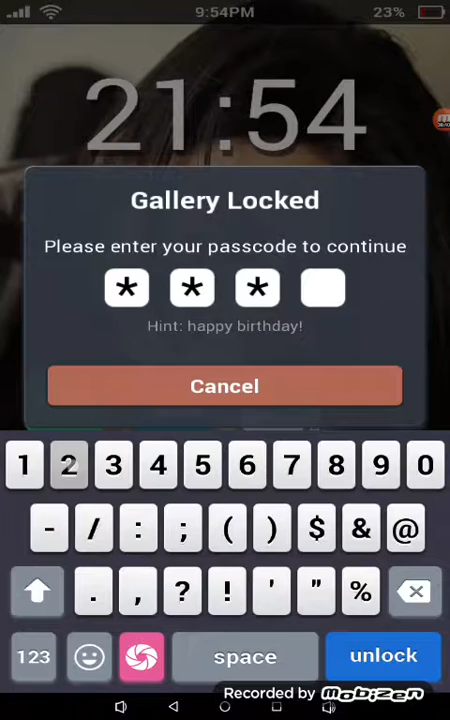 9:54PM 23%
21:54
Gallery Locked
Please enter your passcode to continue
* * *
Hint: happy birthday!
Cancel
1 2 3 4 5 6 7 8 9 0
- / : ; ( ) $ & @
. , ? ! ' " %
123 space unlock
Recorded by mobizen